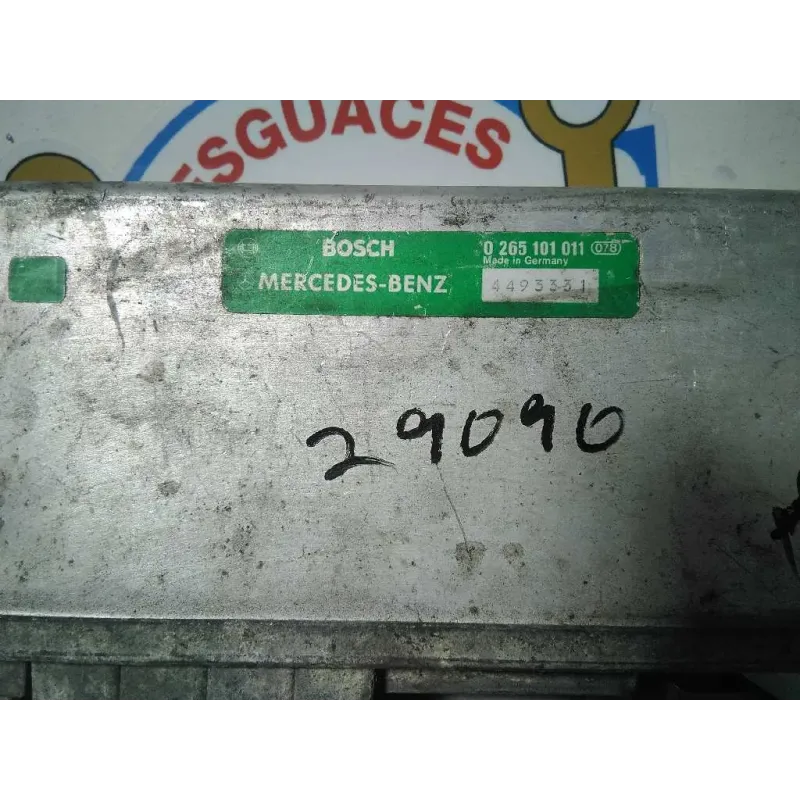 ESGUACES
BOSCH 0 265 101 011 078
Made in Germany
MERCEDES-BENZ 4493331
29090